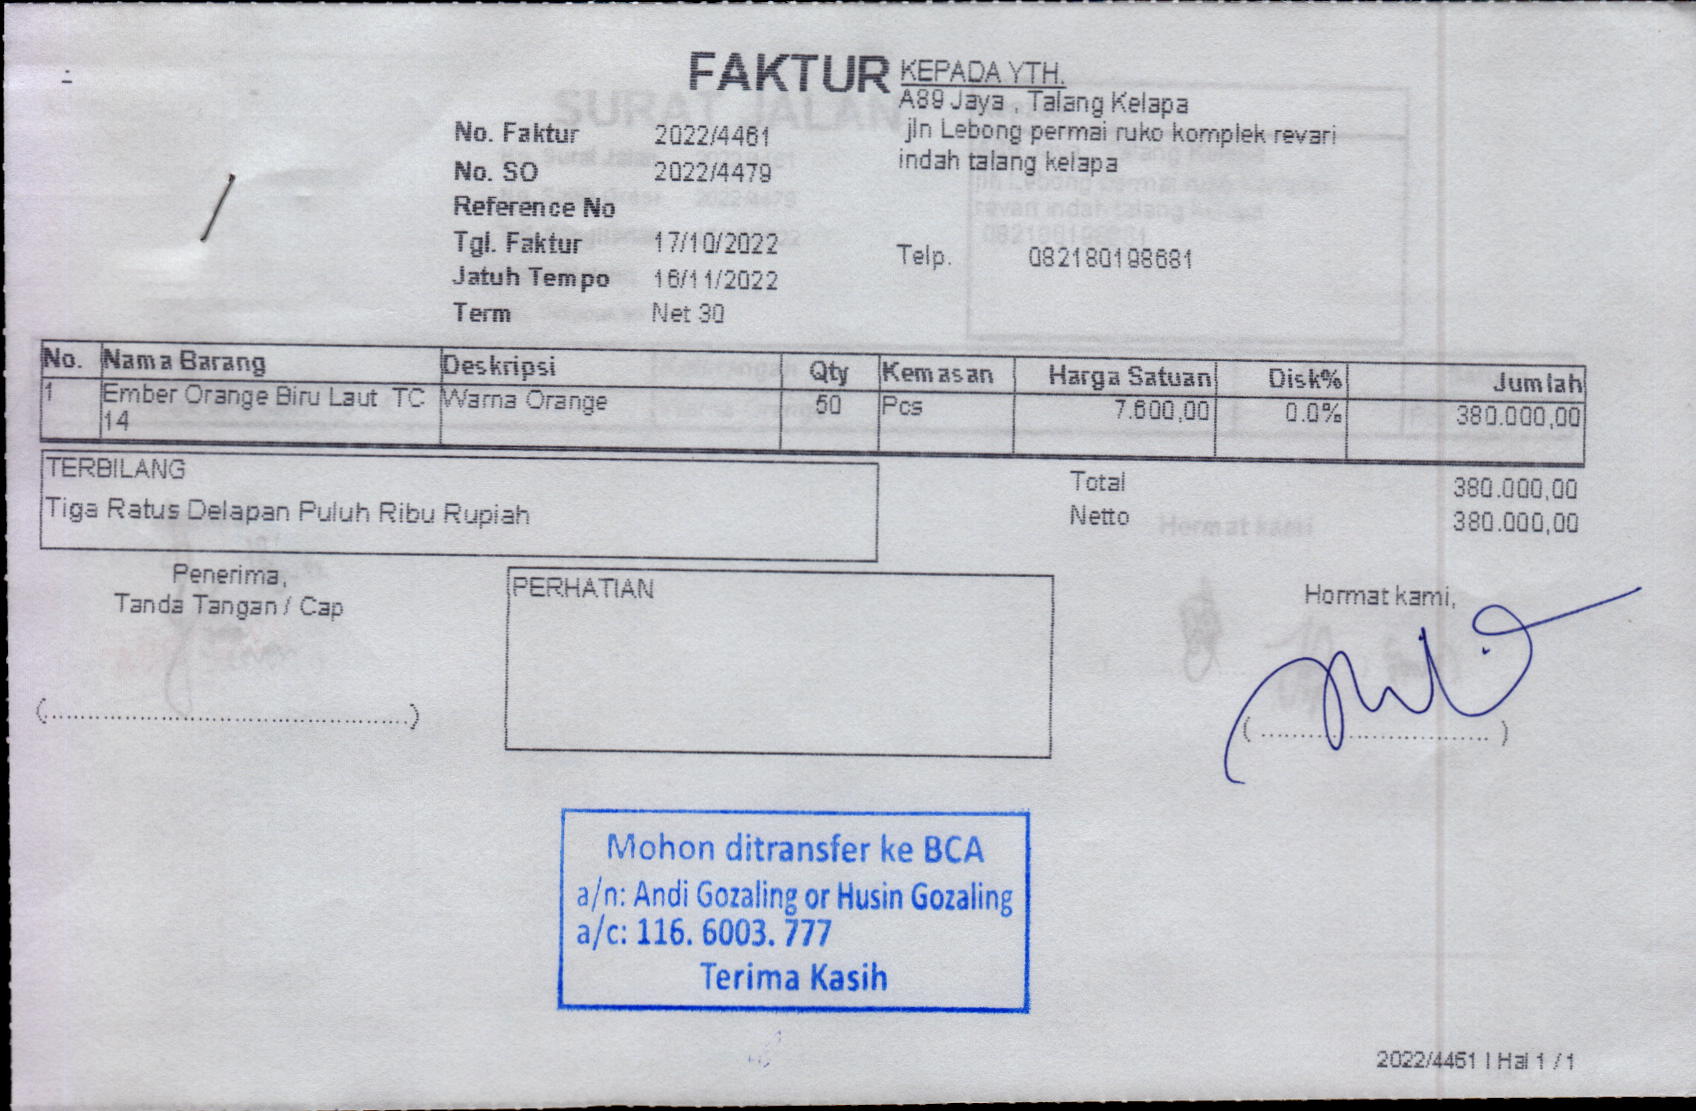 FAKTUR
KEPADA YTH.
A89 Jaya , Talang Kelapa
jln Lebong permai ruko komplek revari
indah talang kelapa
Telp. 082180198681
No. Faktur 2022/4461
No. SO 2022/4479
Reference No
Tgl. Faktur 17/10/2022
Jatuh Tempo 16/11/2022
Term Net 30
No. Nama Barang Deskripsi Qty Kemasan Harga Satuan Disk% Jumlah
1 Ember Orange Biru Laut TC Warna Orange 50 Pcs 7.600,00 0.0% 380.000,00
14
TERBILANG
Tiga Ratus Delapan Puluh Ribu Rupiah
Total 380.000,00
Netto 380.000,00
Penerima,
Tanda Tangan / Cap
(................................................)
PERHATIAN
Hormat kami,
( ................................ )
Mohon ditransfer ke BCA
a/n: Andi Gozaling or Husin Gozaling
a/c: 116. 6003. 777
Terima Kasih
2022/4461 | Hal 1 / 1